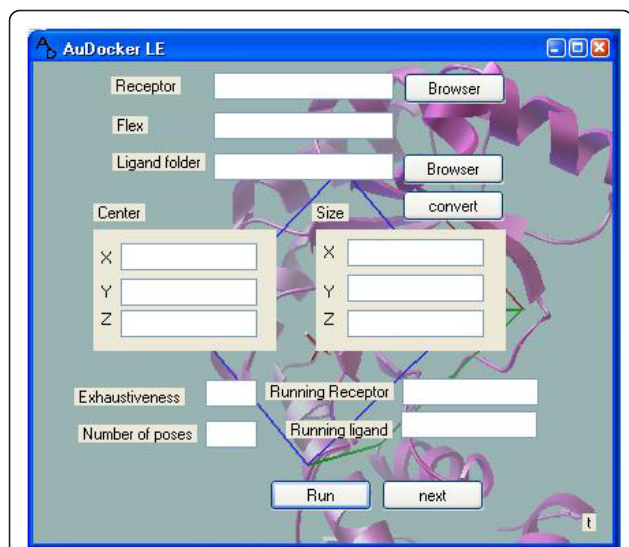 AuDocker LE
Receptor
Browser
Flex
Ligand folder
Browser
convert
Center
Size
X
X
Y
Y
Z
Z
Exhaustiveness
Running Receptor
Number of poses
Running ligand
Run
next
t